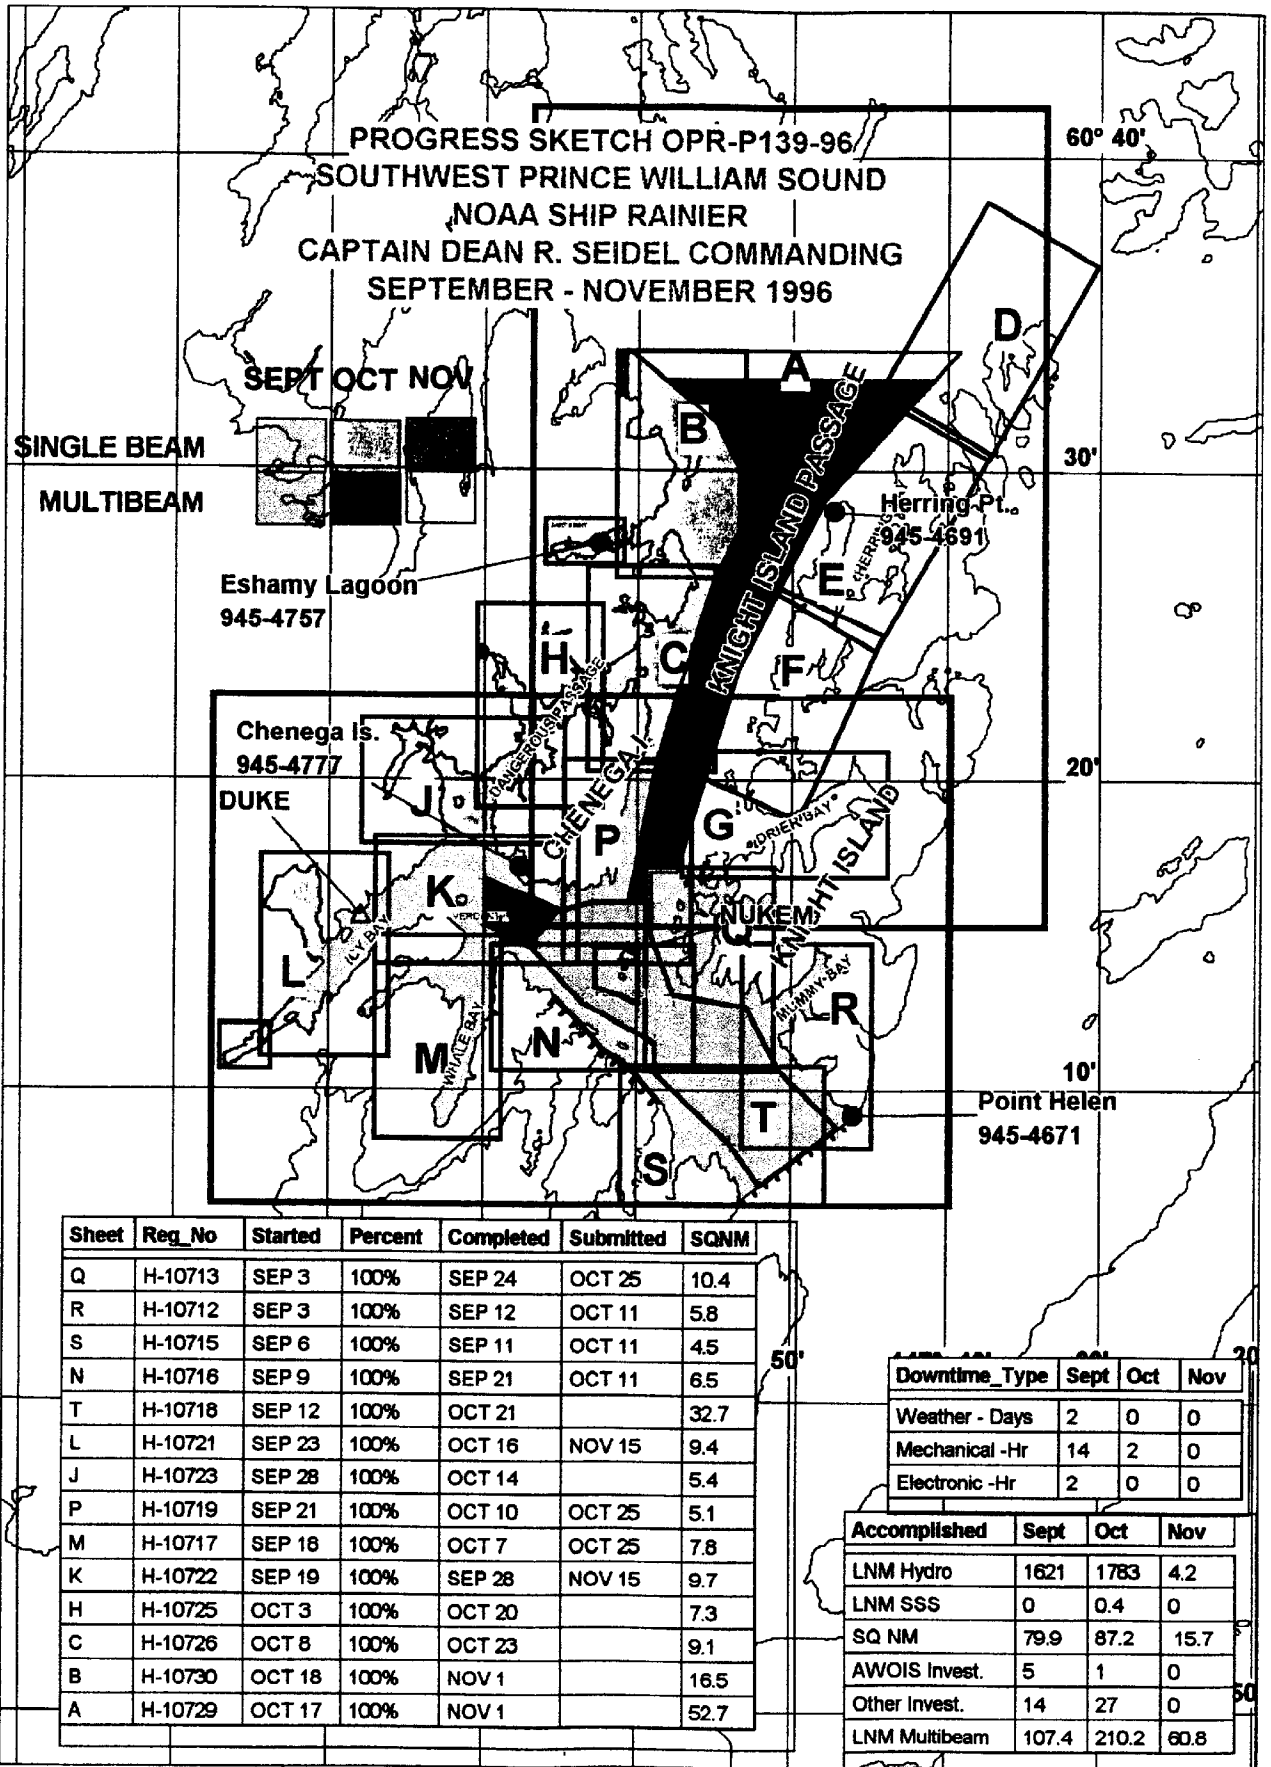 PROGRESS SKETCH OPR-P139-96
SOUTHWEST PRINCE WILLIAM SOUND
NOAA SHIP RAINIER
CAPTAIN DEAN R. SEIDEL COMMANDING
SEPTEMBER - NOVEMBER 1996
60° 40'
SEPT OCT NOV
SINGLE BEAM
MULTIBEAM
D
A
B
KNIGHT ISLAND PASSAGE
30'
Herring Pt.
945-4691
E
Eshamy Lagoon
945-4757
H
C
F
DANGEROUS PASSAGE
Chenega Is.
945-4777
CHENEGA I.
20'
DUKE
J
P
G
DRIER BAY
KNIGHT ISLAND
K
NUKEM
Q
ICY BAY
L
MUMMY BAY
R
WHALE BAY
M
N
10'
Point Helen
945-4671
T
S
Sheet Reg_No Started Percent Completed Submitted SQNM
Q H-10713 SEP 3 100% SEP 24 OCT 25 10.4
R H-10712 SEP 3 100% SEP 12 OCT 11 5.8
S H-10715 SEP 6 100% SEP 11 OCT 11 4.5
N H-10716 SEP 9 100% SEP 21 OCT 11 6.5
T H-10718 SEP 12 100% OCT 21 32.7
L H-10721 SEP 23 100% OCT 16 NOV 15 9.4
J H-10723 SEP 28 100% OCT 14 5.4
P H-10719 SEP 21 100% OCT 10 OCT 25 5.1
M H-10717 SEP 18 100% OCT 7 OCT 25 7.8
K H-10722 SEP 19 100% SEP 28 NOV 15 9.7
H H-10725 OCT 3 100% OCT 20 7.3
C H-10726 OCT 8 100% OCT 23 9.1
B H-10730 OCT 18 100% NOV 1 16.5
A H-10729 OCT 17 100% NOV 1 52.7
50'
20
Downtime_Type Sept Oct Nov
Weather - Days 2 0 0
Mechanical -Hr 14 2 0
Electronic -Hr 2 0 0
Accomplished Sept Oct Nov
LNM Hydro 1621 1783 4.2
LNM SSS 0 0.4 0
SQ NM 79.9 87.2 15.7
AWOIS Invest. 5 1 0
Other Invest. 14 27 0
50
LNM Multibeam 107.4 210.2 60.8